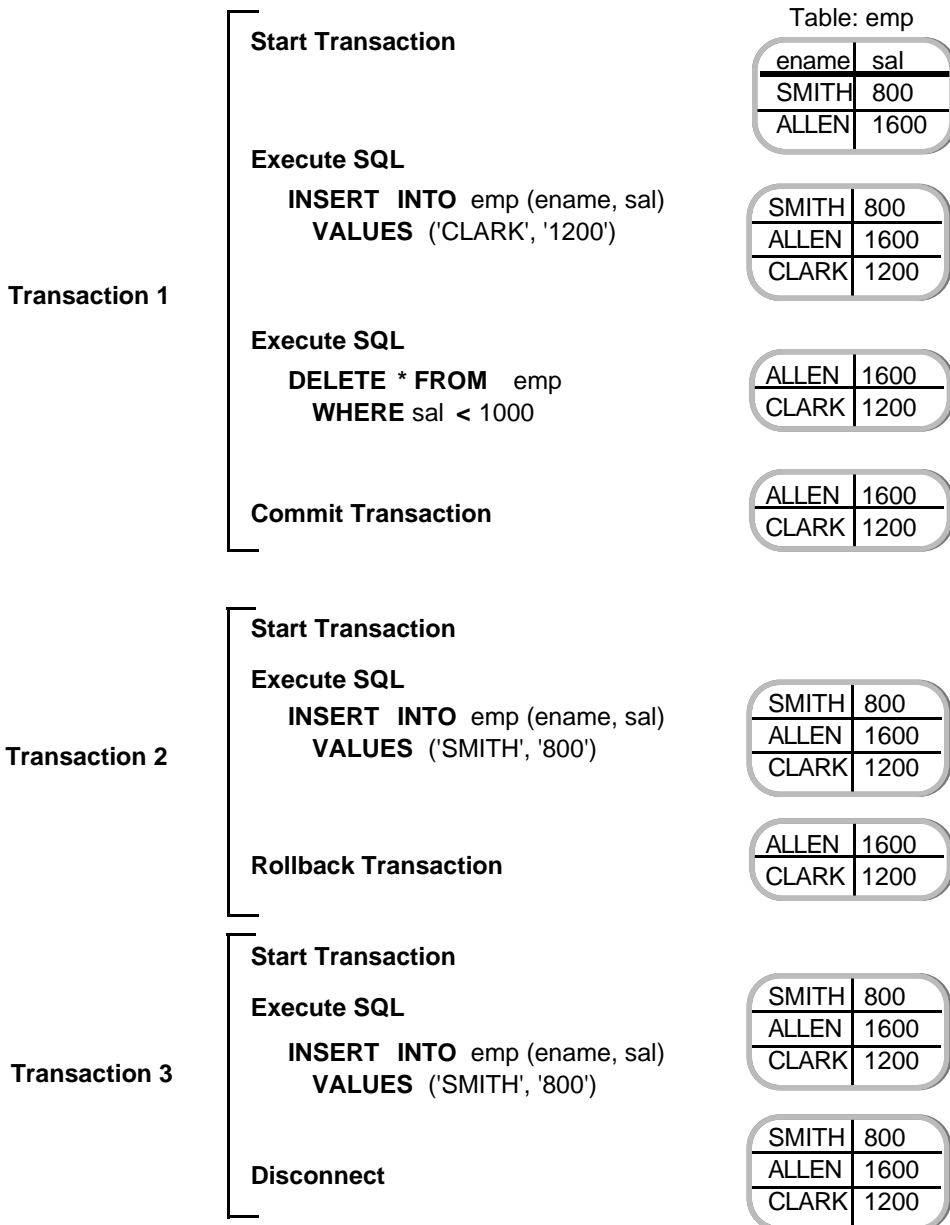 Table: emp
Start Transaction
ename sal
SMITH 800
ALLEN 1600
Execute SQL
INSERT INTO emp (ename, sal)
VALUES ('CLARK', '1200')
SMITH 800
ALLEN 1600
CLARK 1200
Transaction 1
Execute SQL
DELETE * FROM emp
WHERE sal < 1000
ALLEN 1600
CLARK 1200
Commit Transaction
ALLEN 1600
CLARK 1200
Start Transaction
Execute SQL
INSERT INTO emp (ename, sal)
VALUES ('SMITH', '800')
SMITH 800
ALLEN 1600
CLARK 1200
Transaction 2
Rollback Transaction
ALLEN 1600
CLARK 1200
Start Transaction
Execute SQL
INSERT INTO emp (ename, sal)
VALUES ('SMITH', '800')
SMITH 800
ALLEN 1600
CLARK 1200
Transaction 3
Disconnect
SMITH 800
ALLEN 1600
CLARK 1200